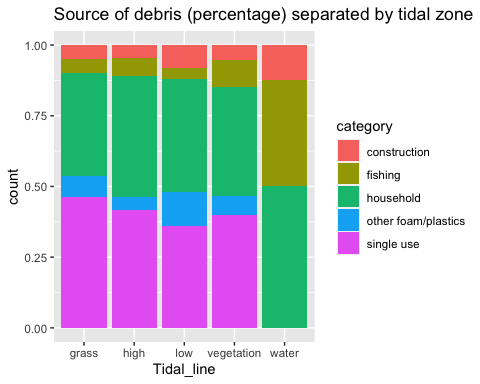 Source of debris (percentage) separated by tidal zone
1.00
0.75
0.50
0.25
0.00
count
grass high low vegetation water
Tidal_line
category
construction
fishing
household
other foam/plastics
single use